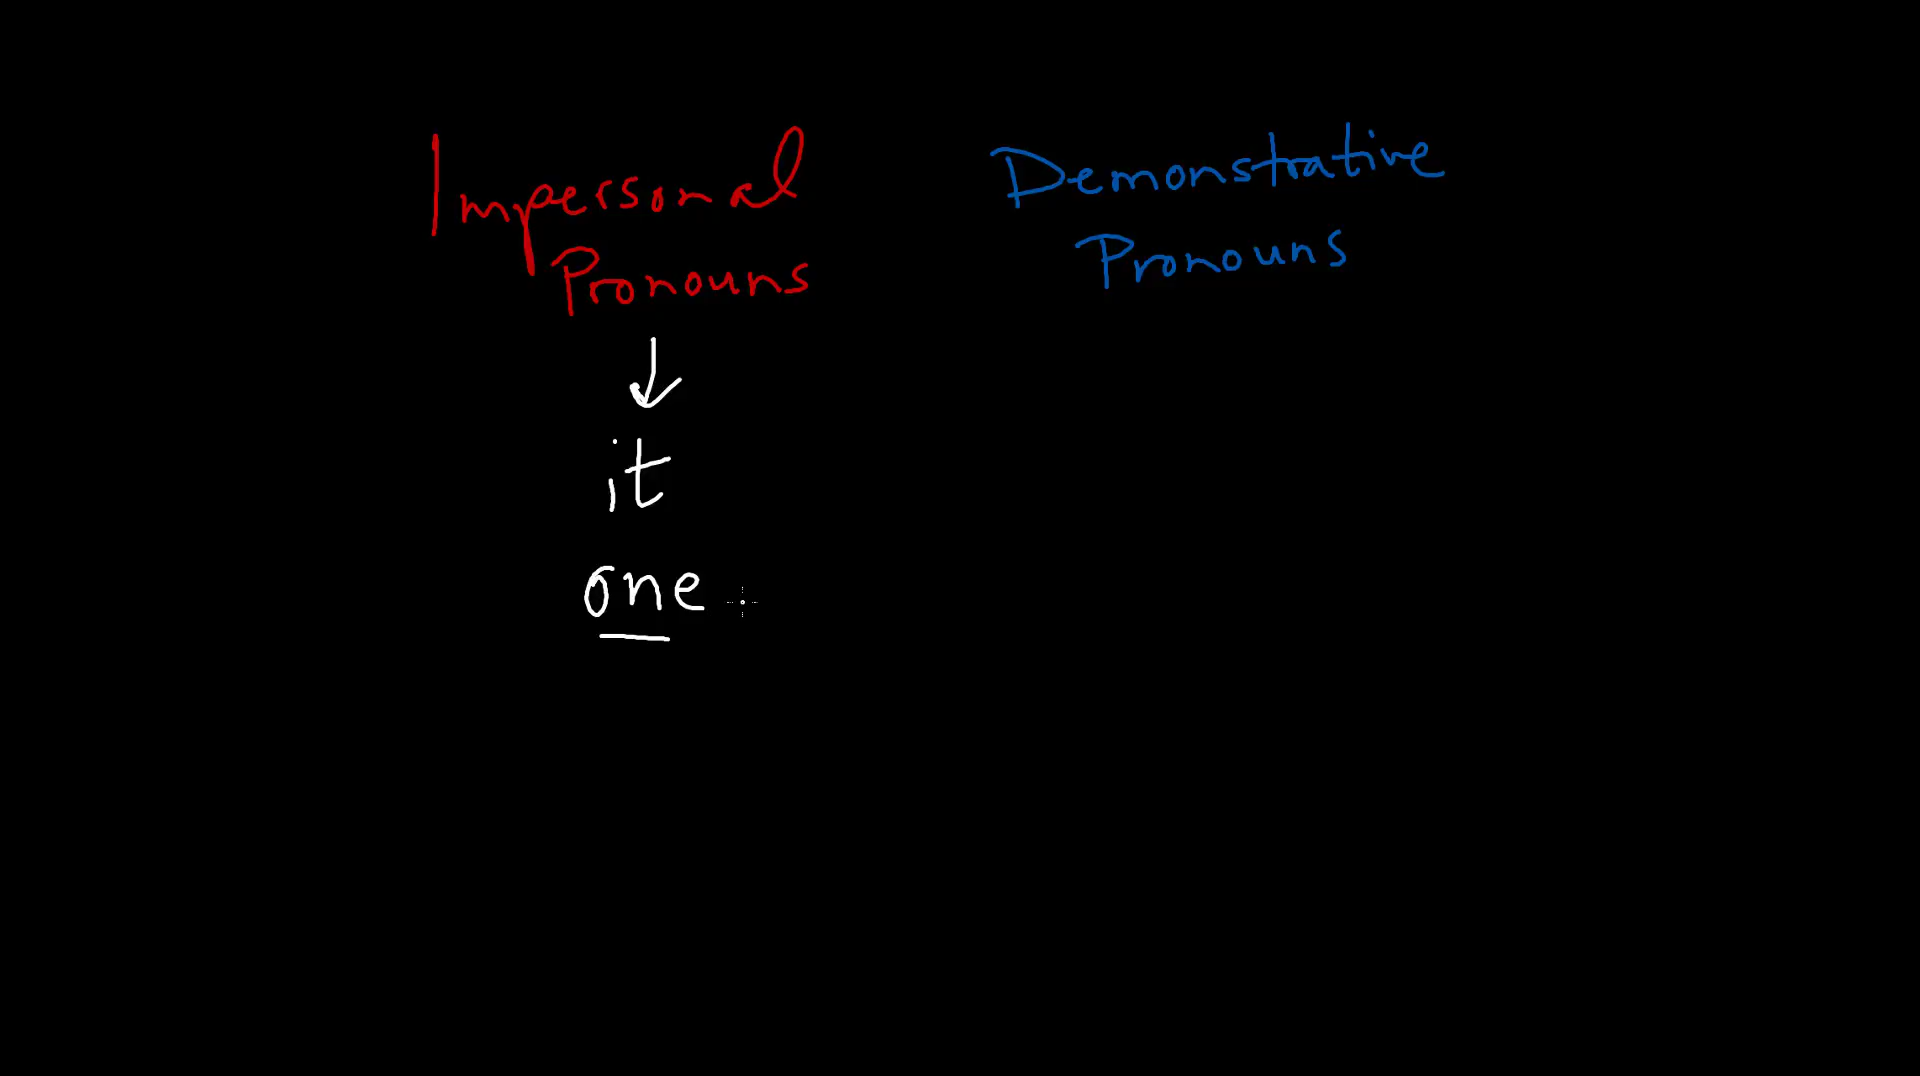 Impersonal
Pronouns
it
one
Demonstrative
Pronouns